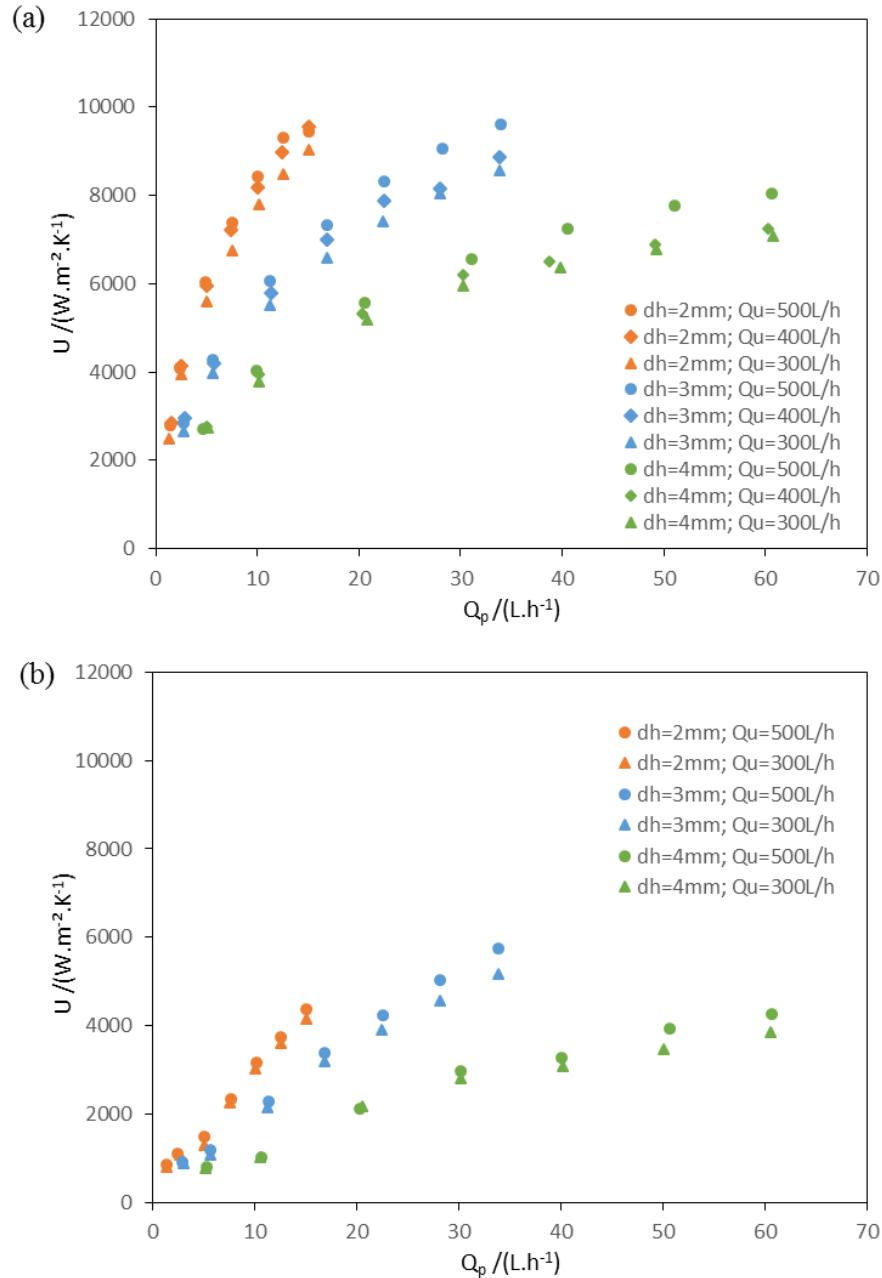 (a)
12000
10000
8000
6000
4000
2000
0
U /(W.m⁻².K⁻¹)
dh=2mm; Qu=500L/h
dh=2mm; Qu=400L/h
dh=2mm; Qu=300L/h
dh=3mm; Qu=500L/h
dh=3mm; Qu=400L/h
dh=3mm; Qu=300L/h
dh=4mm; Qu=500L/h
dh=4mm; Qu=400L/h
dh=4mm; Qu=300L/h
0 10 20 30 40 50 60 70
Qₚ /(L.h⁻¹)
(b)
12000
10000
8000
6000
4000
2000
0
U /(W.m⁻².K⁻¹)
dh=2mm; Qu=500L/h
dh=2mm; Qu=300L/h
dh=3mm; Qu=500L/h
dh=3mm; Qu=300L/h
dh=4mm; Qu=500L/h
dh=4mm; Qu=300L/h
0 10 20 30 40 50 60 70
Qₚ /(L.h⁻¹)